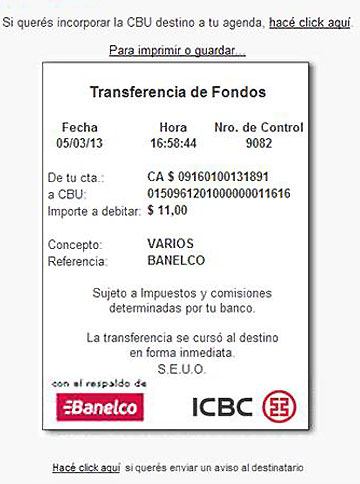 Si querés incorporar la CBU destino a tu agenda, hacé click aquí.
Para imprimir o guardar...
Transferencia de Fondos
Fecha Hora Nro. de Control
05/03/13 16:58:44 9082
De tu cta.: CA $ 09160100131891
a CBU: 0150961201000000011616
Importe a debitar: $ 11,00
Concepto: VARIOS
Referencia: BANELCO
Sujeto a Impuestos y comisiones
determinadas por tu banco.
La transferencia se cursó al destino
en forma inmediata.
S.E.U.O.
con el respaldo de
Banelco ICBC
Hacé click aquí si querés enviar un aviso al destinatario